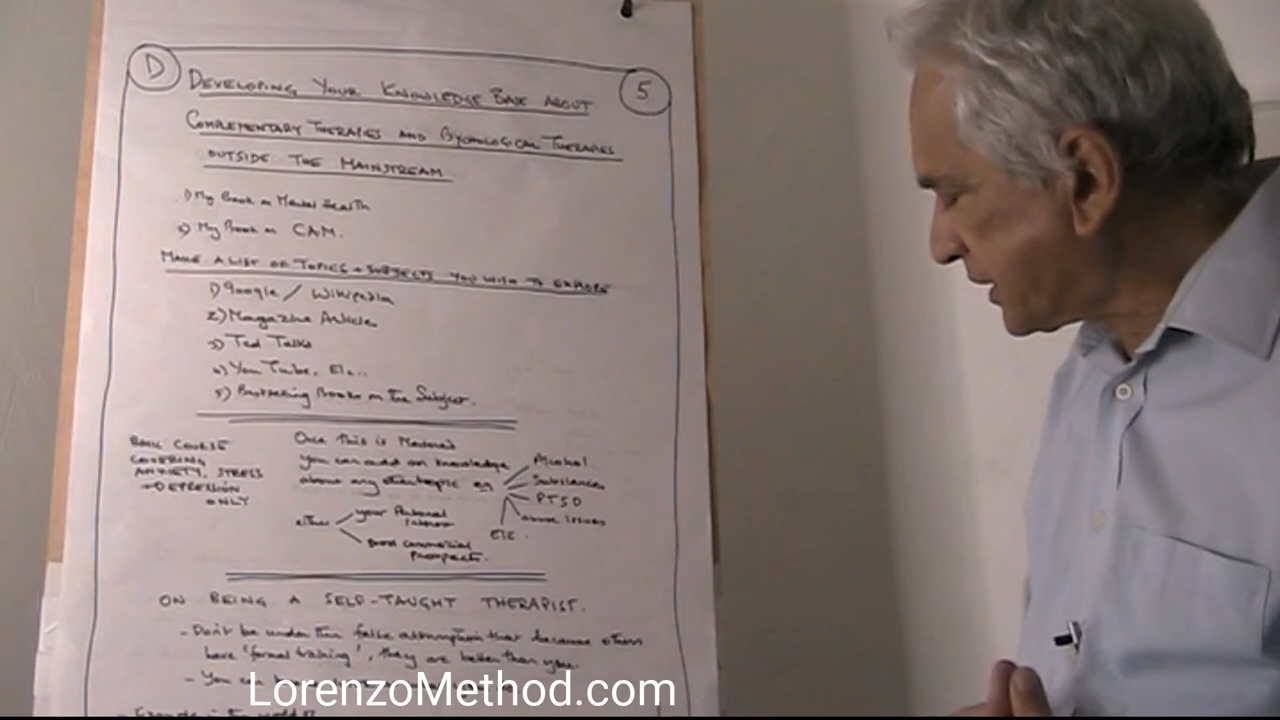 D
5
DEVELOPING YOUR KNOWLEDGE BASE ABOUT
COMPLEMENTARY THERAPIES AND PSYCHOLOGICAL THERAPIES
OUTSIDE THE MAINSTREAM
1) My Book on Mental Health
2) My Book on CAM.
MAKE A LIST OF TOPICS + SUBJECTS YOU WISH TO EXPLORE
1) Google / Wikipedia
2) Magazine Articles
3) Ted Talks
4) You Tube, Etc..
5) Bestselling Books on the Subject.
BASIC COURSE
COVERING
ANXIETY, STRESS
+ DEPRESSION
ONLY
Once this is Mastered
you can add on knowledge
about any other topic eg
Alcohol
Substances
PTSD
abuse issues
ETC.
either
your Personal
Interest
good commercial
prospects.
ON BEING A SELF-TAUGHT THERAPIST.
- Don't be under the false assumption that because others
have 'formal training', they are better than you.
- You can
LorenzoMethod.com